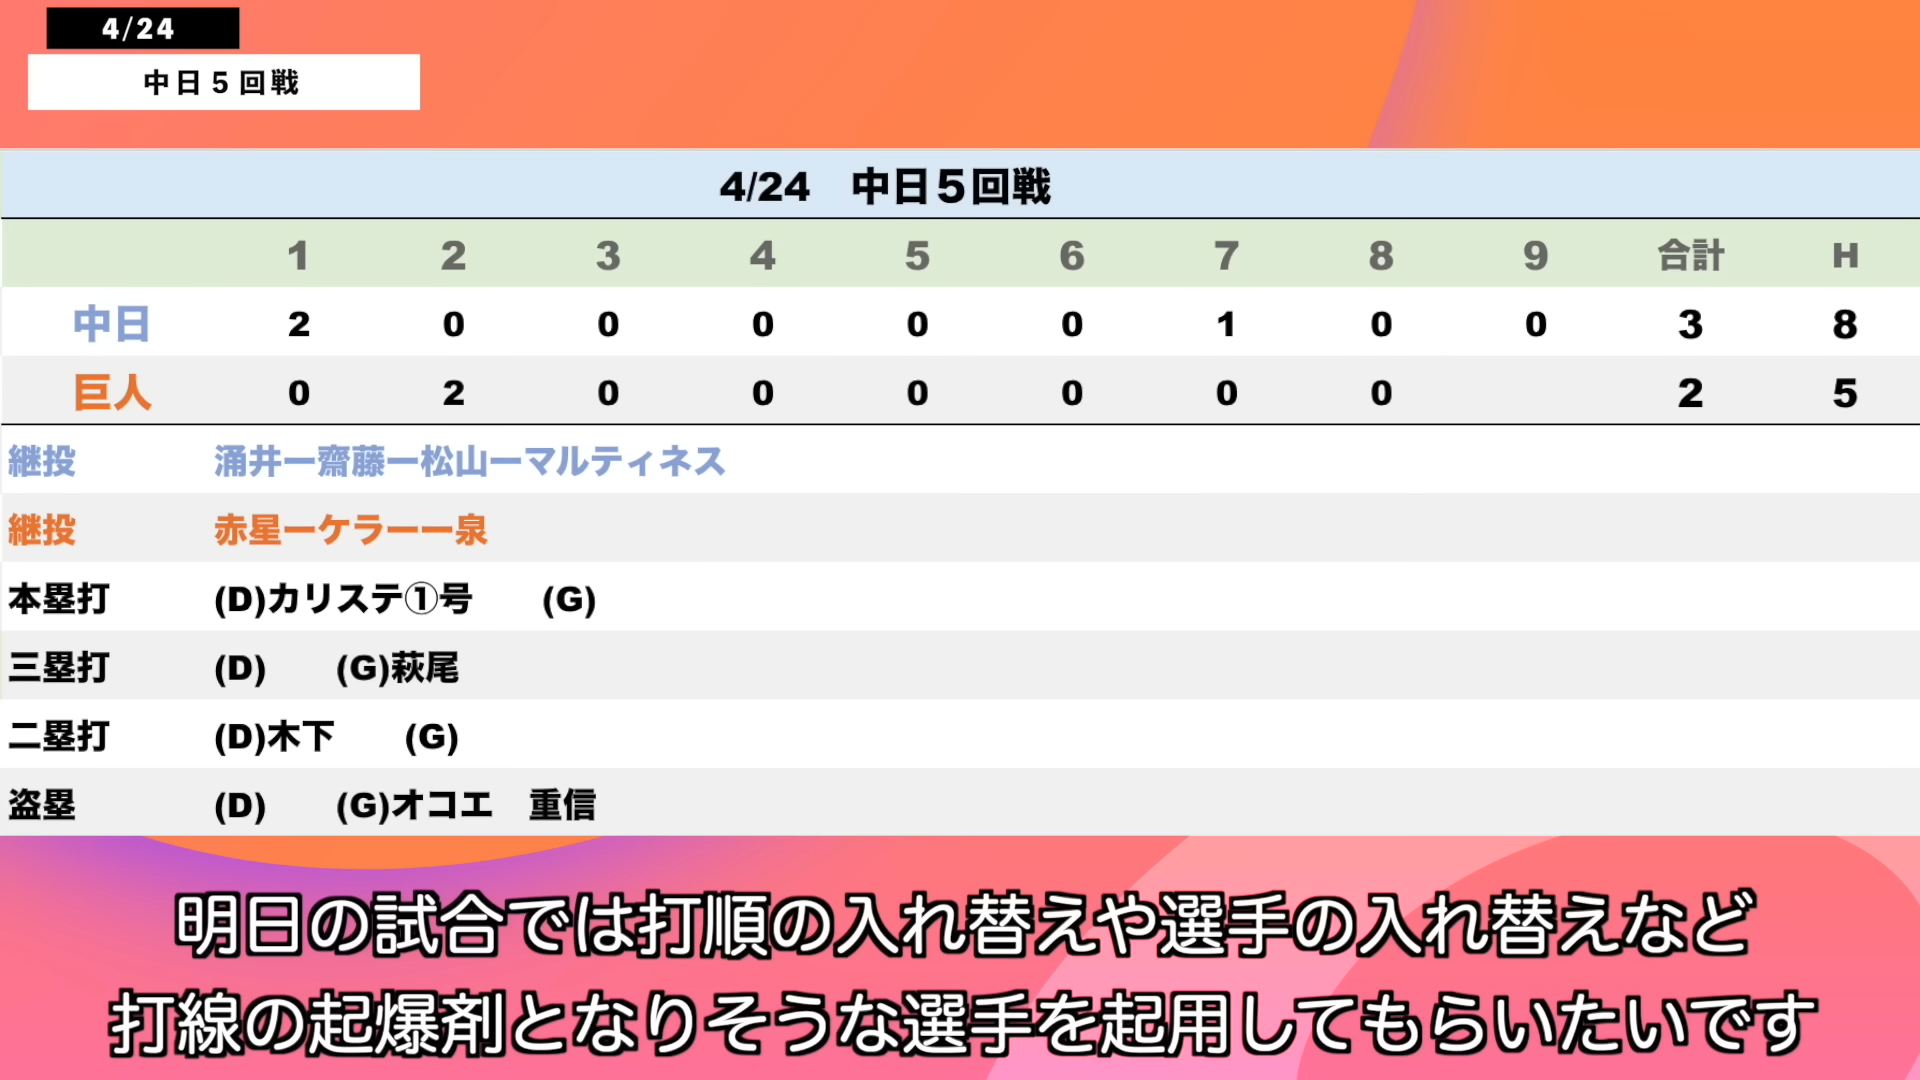 4/24
中日5回戦
4/24　中日5回戦
1 2 3 4 5 6 7 8 9 合計 H
中日 2 0 0 0 0 0 1 0 0 3 8
巨人 0 2 0 0 0 0 0 0 2 5
継投 涌井ー齋藤ー松山ーマルティネス
継投 赤星ーケラーー泉
本塁打 (D)カリステ①号　(G)
三塁打 (D)　(G)萩尾
二塁打 (D)木下　(G)
盗塁 (D)　(G)オコエ　重信
明日の試合では打順の入れ替えや選手の入れ替えなど
打線の起爆剤となりそうな選手を起用してもらいたいです